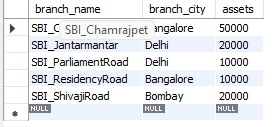 branch_name branch_city assets
SBI_C SBI_Chamrajpet angalore 50000
SBI_Jantarmantar Delhi 20000
SBI_ParliamentRoad Delhi 10000
SBI_ResidencyRoad Bangalore 10000
SBI_ShivajiRoad Bombay 20000
NULL NULL NULL